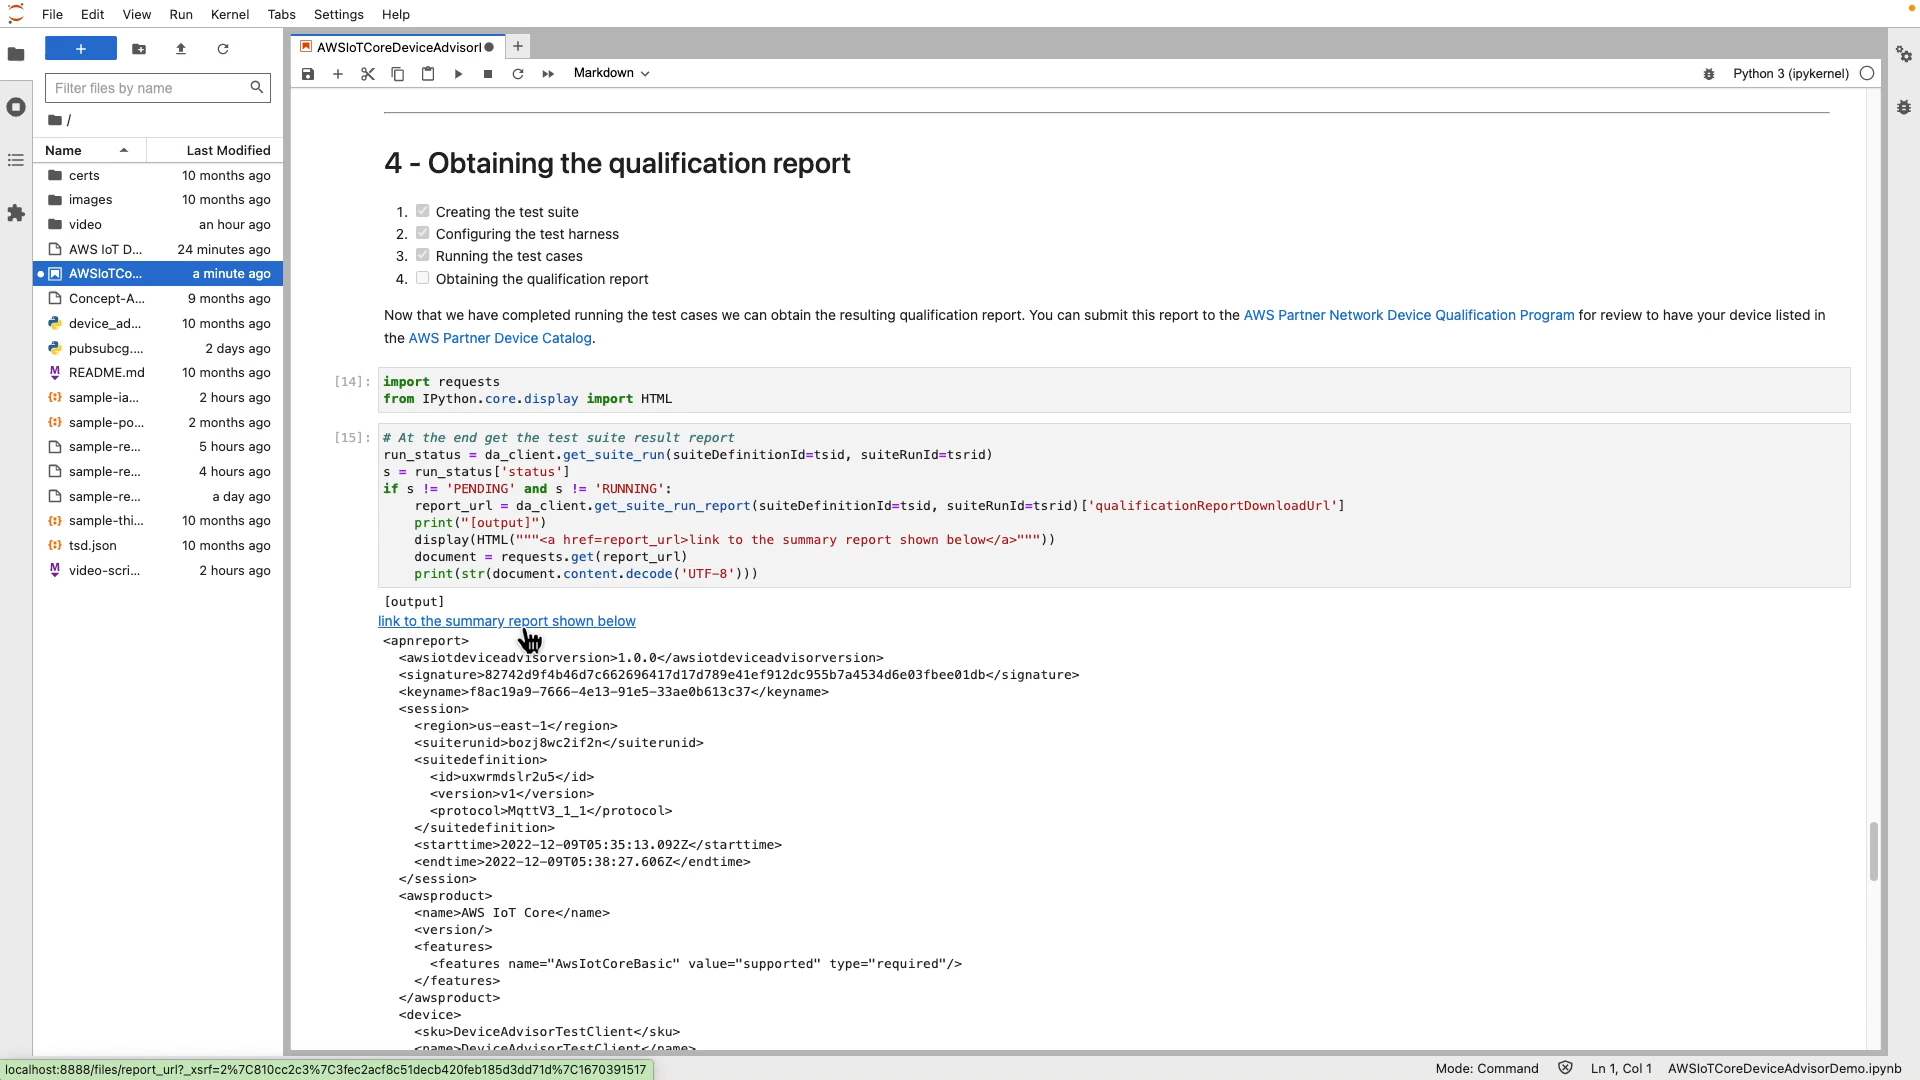 File Edit View Run Kernel Tabs Settings Help
Filter files by name
/
Name Last Modified
certs 10 months ago
images 10 months ago
video an hour ago
AWS IoT D... 24 minutes ago
AWSIoTCo... a minute ago
Concept-A... 9 months ago
device_ad... 10 months ago
pubsubcg.... 2 days ago
README.md 10 months ago
sample-ia... 2 hours ago
sample-po... 2 months ago
sample-re... 5 hours ago
sample-re... 4 hours ago
sample-re... a day ago
sample-thi... 10 months ago
tsd.json 10 months ago
video-scri... 2 hours ago
AWSIoTCoreDeviceAdvisorI
Markdown
Python 3 (ipykernel)
4 - Obtaining the qualification report
1. Creating the test suite
2. Configuring the test harness
3. Running the test cases
4. Obtaining the qualification report
Now that we have completed running the test cases we can obtain the resulting qualification report. You can submit this report to the AWS Partner Network Device Qualification Program for review to have your device listed in
the AWS Partner Device Catalog.
[14]: import requests
from IPython.core.display import HTML
[15]: # At the end get the test suite result report
run_status = da_client.get_suite_run(suiteDefinitionId=tsid, suiteRunId=tsrid)
s = run_status['status']
if s != 'PENDING' and s != 'RUNNING':
    report_url = da_client.get_suite_run_report(suiteDefinitionId=tsid, suiteRunId=tsrid)['qualificationReportDownloadUrl']
    print("[output]")
    display(HTML("""<a href=report_url>link to the summary report shown below</a>"""))
    document = requests.get(report_url)
    print(str(document.content.decode('UTF-8')))
[output]
link to the summary report shown below
<apnreport>
  <awsiotdeviceadvisorversion>1.0.0</awsiotdeviceadvisorversion>
  <signature>82742d9f4b46d7c662696417d17d789e41ef912dc955b7a4534d6e03fbee01db</signature>
  <keyname>f8ac19a9-7666-4e13-91e5-33ae0b613c37</keyname>
  <session>
    <region>us-east-1</region>
    <suiterunid>bozj8wc2if2n</suiterunid>
    <suitedefinition>
      <id>uxwrmdslr2u5</id>
      <version>v1</version>
      <protocol>MqttV3_1_1</protocol>
    </suitedefinition>
    <starttime>2022-12-09T05:35:13.092Z</starttime>
    <endtime>2022-12-09T05:38:27.606Z</endtime>
  </session>
  <awsproduct>
    <name>AWS IoT Core</name>
    <version/>
    <features>
      <features name="AwsIotCoreBasic" value="supported" type="required"/>
    </features>
  </awsproduct>
  <device>
    <sku>DeviceAdvisorTestClient</sku>
    <name>DeviceAdvisorTestClient</name>
localhost:8888/files/report_url?_xsrf=2%7C810cc2c3%7C3fec2acf8c51decb420feb185d3dd71d%7C1670391517
Mode: Command Ln 1, Col 1 AWSIoTCoreDeviceAdvisorDemo.ipynb